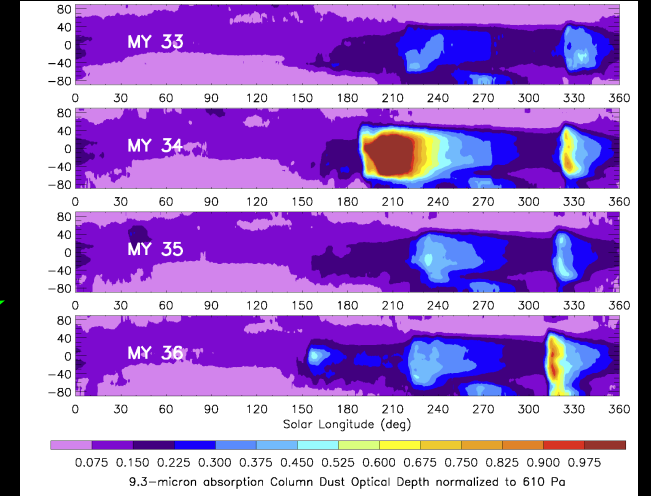 80
40
0
-40
-80
MY 33
0 30 60 90 120 150 180 210 240 270 300 330 360
80
40
0
-40
-80
MY 34
0 30 60 90 120 150 180 210 240 270 300 330 360
80
40
0
-40
-80
MY 35
0 30 60 90 120 150 180 210 240 270 300 330 360
80
40
0
-40
-80
MY 36
0 30 60 90 120 150 180 210 240 270 300 330 360
Solar Longitude (deg)
0.075 0.150 0.225 0.300 0.375 0.450 0.525 0.600 0.675 0.750 0.825 0.900 0.975
9.3-micron absorption Column Dust Optical Depth normalized to 610 Pa